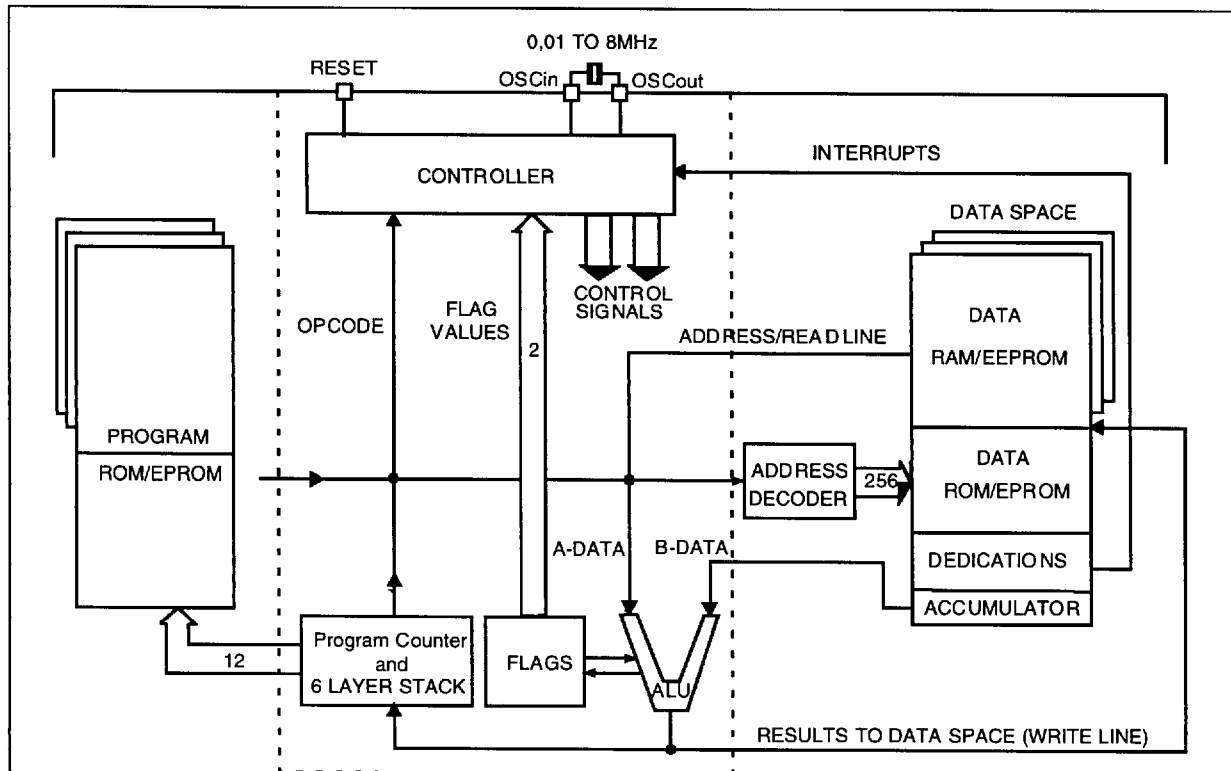 0,01 TO 8MHz
RESET
OSCin
OSCout
CONTROLLER
INTERRUPTS
DATA SPACE
OPCODE
FLAG
VALUES
2
CONTROL
SIGNALS
ADDRESS/READ LINE
DATA
RAM/EEPROM
PROGRAM
ROM/EPROM
ADDRESS
DECODER
256
DATA
ROM/EPROM
A-DATA
B-DATA
DEDICATIONS
ACCUMULATOR
12
Program Counter
and
6 LAYER STACK
FLAGS
ALU
RESULTS TO DATA SPACE (WRITE LINE)